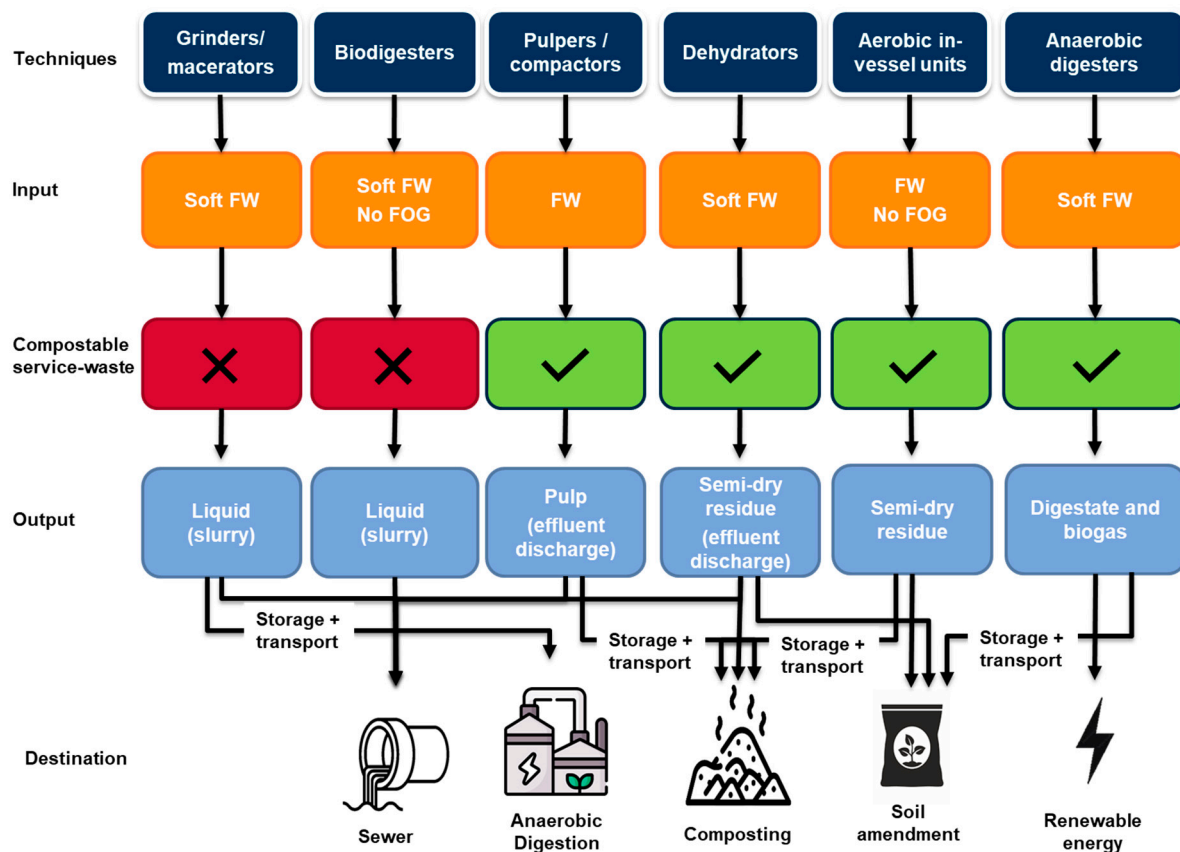 Techniques
Grinders/
macerators
Biodigesters
Pulpers /
compactors
Dehydrators
Aerobic in-
vessel units
Anaerobic
digesters
Input
Soft FW
Soft FW
No FOG
FW
Soft FW
FW
No FOG
Soft FW
Compostable
service-waste
Output
Liquid
(slurry)
Liquid
(slurry)
Pulp
(effluent
discharge)
Semi-dry
residue
(effluent
discharge)
Semi-dry
residue
Digestate and
biogas
Storage +
transport
Storage +
transport
Storage +
transport
Storage +
transport
Destination
Sewer
Anaerobic
Digestion
Composting
Soil
amendment
Renewable
energy